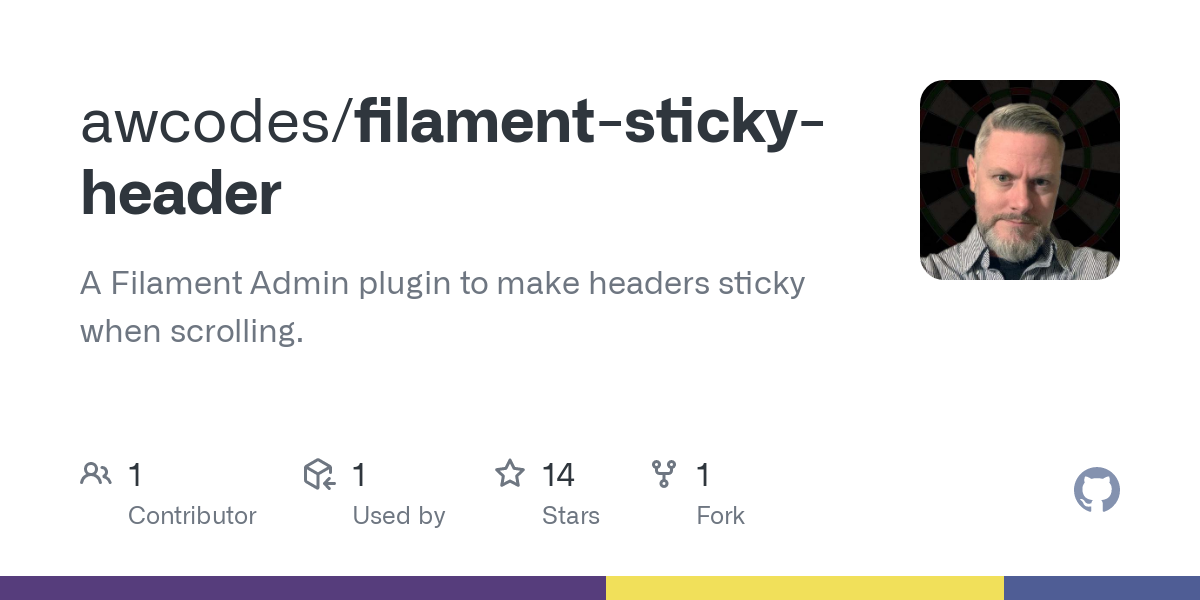 awcodes/filament-sticky-
header
A Filament Admin plugin to make headers sticky
when scrolling.
1 1 14 1
Contributor Used by Stars Fork